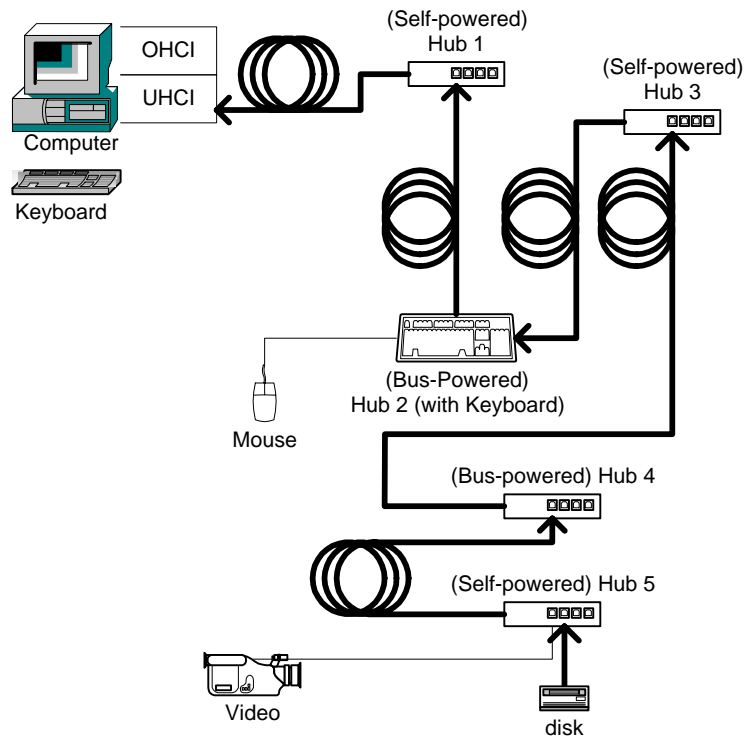 (Self-powered)
Hub 1
OHCI
UHCI
(Self-powered)
Hub 3
Computer
Keyboard
(Bus-Powered)
Hub 2 (with Keyboard)
Mouse
(Bus-powered) Hub 4
(Self-powered) Hub 5
Video
disk